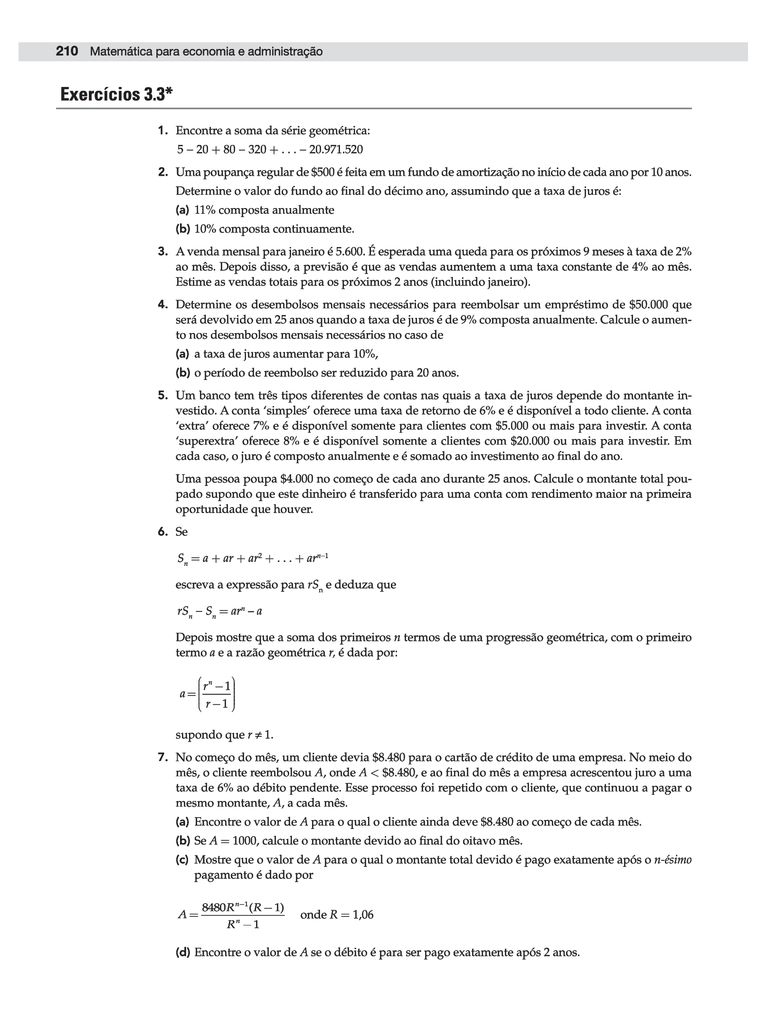 210 Matemática para economia e administração
Exercícios 3.3*
1. Encontre a soma da série geométrica:
5 – 20 + 80 – 320 + . . . – 20.971.520
2. Uma poupança regular de $500 é feita em um fundo de amortização no início de cada ano por 10 anos.
Determine o valor do fundo ao final do décimo ano, assumindo que a taxa de juros é:
(a) 11% composta anualmente
(b) 10% composta continuamente.
3. A venda mensal para janeiro é 5.600. É esperada uma queda para os próximos 9 meses à taxa de 2%
ao mês. Depois disso, a previsão é que as vendas aumentem a uma taxa constante de 4% ao mês.
Estime as vendas totais para os próximos 2 anos (incluindo janeiro).
4. Determine os desembolsos mensais necessários para reembolsar um empréstimo de $50.000 que
será devolvido em 25 anos quando a taxa de juros é de 9% composta anualmente. Calcule o aumen-
to nos desembolsos mensais necessários no caso de
(a) a taxa de juros aumentar para 10%,
(b) o período de reembolso ser reduzido para 20 anos.
5. Um banco tem três tipos diferentes de contas nas quais a taxa de juros depende do montante in-
vestido. A conta ‘simples’ oferece uma taxa de retorno de 6% e é disponível a todo cliente. A conta
‘extra’ oferece 7% e é disponível somente para clientes com $5.000 ou mais para investir. A conta
‘superextra’ oferece 8% e é disponível somente a clientes com $20.000 ou mais para investir. Em
cada caso, o juro é composto anualmente e é somado ao investimento ao final do ano.
Uma pessoa poupa $4.000 no começo de cada ano durante 25 anos. Calcule o montante total pou-
pado supondo que este dinheiro é transferido para uma conta com rendimento maior na primeira
oportunidade que houver.
6. Se
Sₙ = a + ar + ar² + . . . + arⁿ⁻¹
escreva a expressão para rSₙ e deduza que
rSₙ – Sₙ = arⁿ – a
Depois mostre que a soma dos primeiros n termos de uma progressão geométrica, com o primeiro
termo a e a razão geométrica r, é dada por:
a = ((rⁿ – 1)/(r – 1))
supondo que r ≠ 1.
7. No começo do mês, um cliente devia $8.480 para o cartão de crédito de uma empresa. No meio do
mês, o cliente reembolsou A, onde A < $8.480, e ao final do mês a empresa acrescentou juro a uma
taxa de 6% ao débito pendente. Esse processo foi repetido com o cliente, que continuou a pagar o
mesmo montante, A, a cada mês.
(a) Encontre o valor de A para o qual o cliente ainda deve $8.480 ao começo de cada mês.
(b) Se A = 1000, calcule o montante devido ao final do oitavo mês.
(c) Mostre que o valor de A para o qual o montante total devido é pago exatamente após o n-ésimo
pagamento é dado por
A = (8480Rⁿ⁻¹(R – 1))/(Rⁿ – 1) onde R = 1,06
(d) Encontre o valor de A se o débito é para ser pago exatamente após 2 anos.